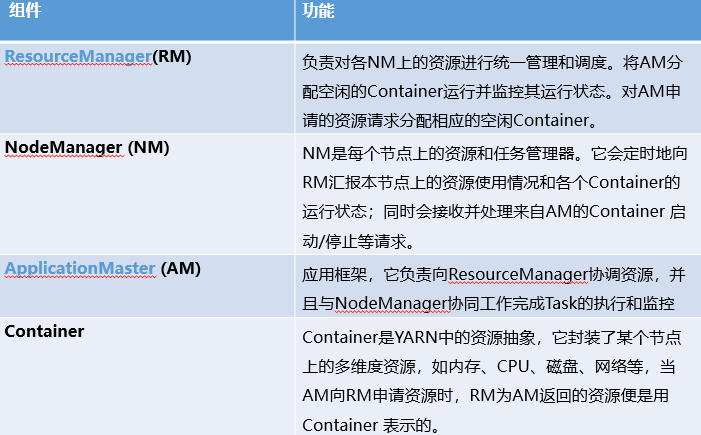 组件 功能
ResourceManager(RM) 负责对各NM上的资源进行统一管理和调度。将AM分
配空闲的Container运行并监控其运行状态。对AM申
请的资源请求分配相应的空闲Container。
NodeManager (NM) NM是每个节点上的资源和任务管理器。它会定时地向
RM汇报本节点上的资源使用情况和各个Container的
运行状态；同时会接收并处理来自AM的Container 启
动/停止等请求。
ApplicationMaster (AM) 应用框架，它负责向ResourceManager协调资源，并
且与NodeManager协同工作完成Task的执行和监控
Container Container是YARN中的资源抽象，它封装了某个节点
上的多维度资源，如内存、CPU、磁盘、网络等，当
AM向RM申请资源时，RM为AM返回的资源便是用
Container 表示的。